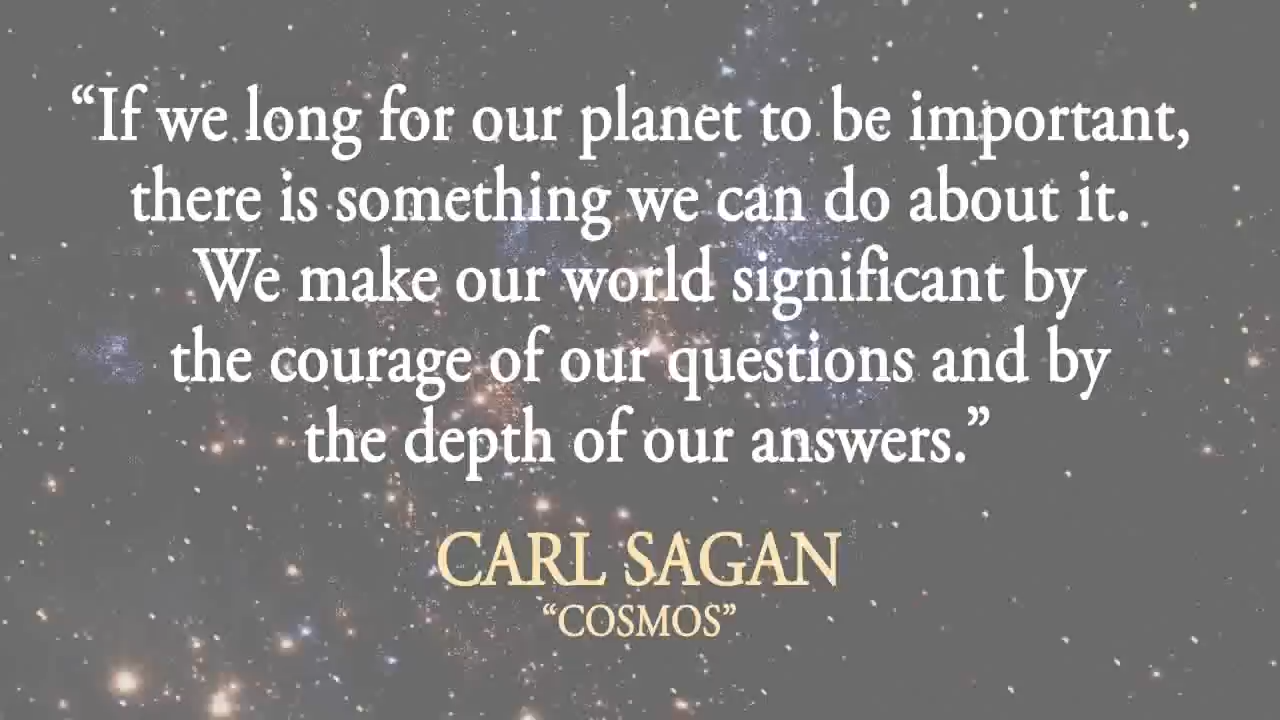 “If we long for our planet to be important,
there is something we can do about it.
We make our world significant by
the courage of our questions and by
the depth of our answers.”
CARL SAGAN
“COSMOS”